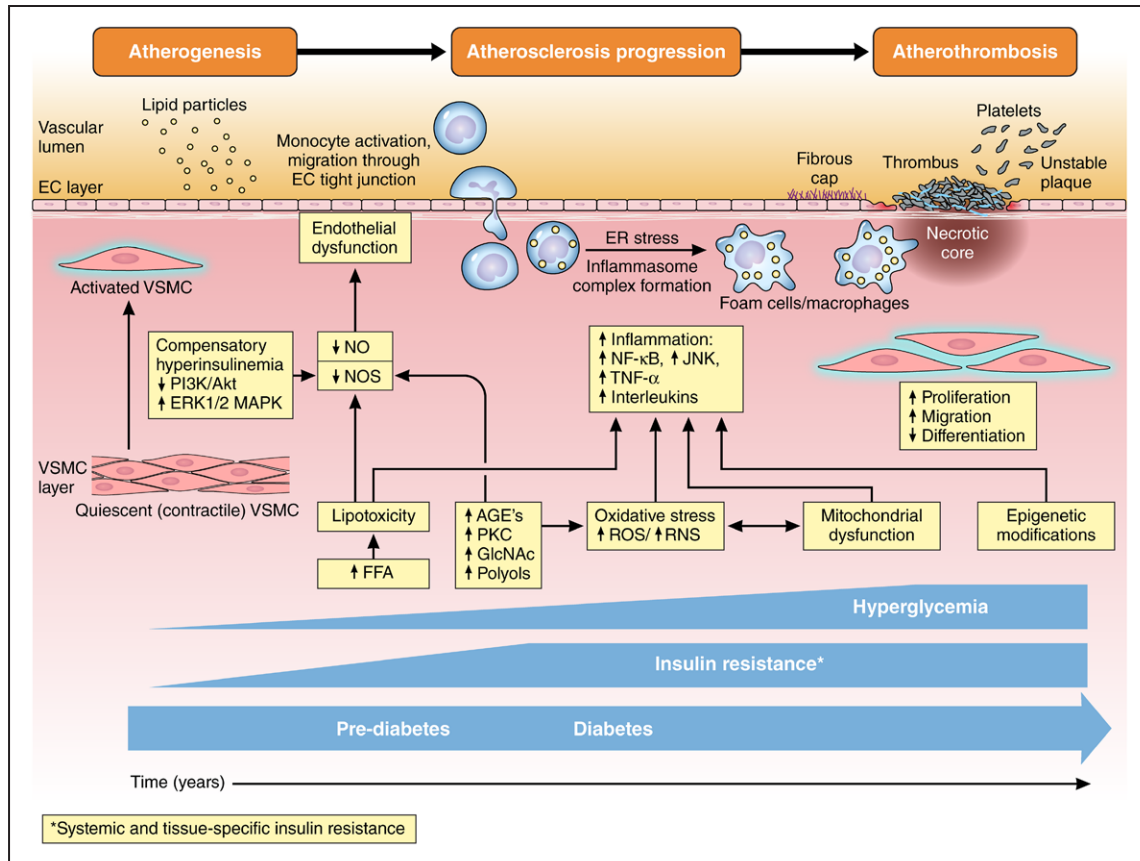 Atherogenesis
Atherosclerosis progression
Atherothrombosis
Lipid particles
Vascular
lumen
EC layer
Monocyte activation,
migration through
EC tight junction
Platelets
Fibrous
cap
Thrombus
Unstable
plaque
Endothelial
dysfunction
ER stress
Inflammasome
complex formation
Necrotic
core
Activated VSMC
Foam cells/macrophages
Compensatory
hyperinsulinemia
↓ PI3K/Akt
↑ ERK1/2 MAPK
↓ NO
↓ NOS
↑ Inflammation:
↑ NF-κB, ↑ JNK,
↑ TNF-α
↑ Interleukins
↑ Proliferation
↑ Migration
↓ Differentiation
VSMC
layer
Quiescent (contractile) VSMC
Lipotoxicity
↑ FFA
↑ AGE's
↑ PKC
↑ GlcNAc
↑ Polyols
Oxidative stress
↑ ROS/ ↑ RNS
Mitochondrial
dysfunction
Epigenetic
modifications
Hyperglycemia
Insulin resistance*
Pre-diabetes
Diabetes
Time (years)
*Systemic and tissue-specific insulin resistance